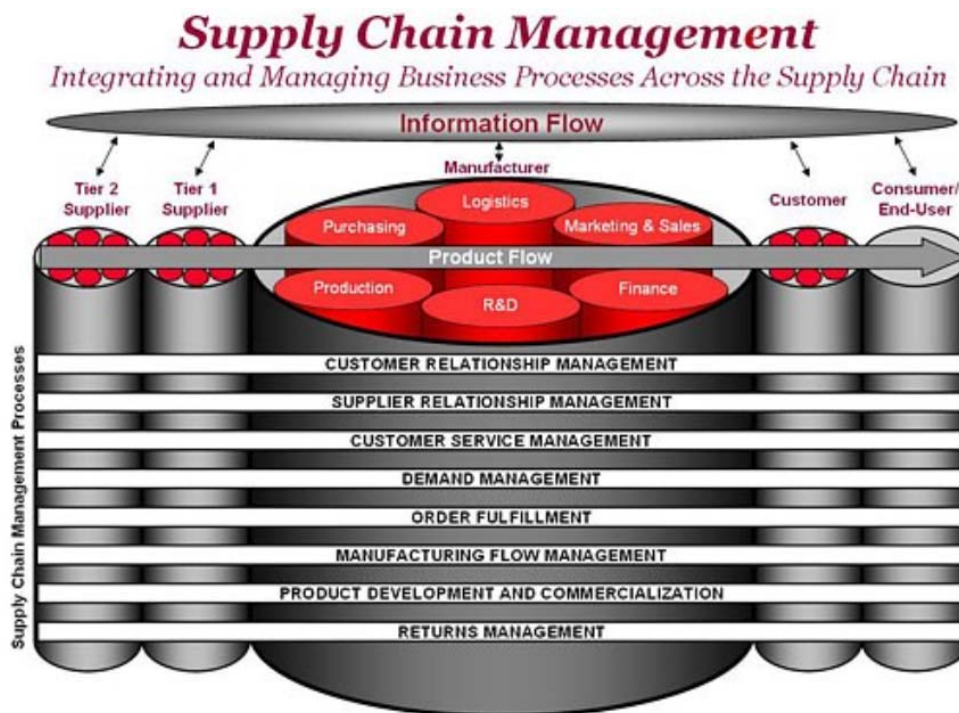 Supply Chain Management
Integrating and Managing Business Processes Across the Supply Chain
Information Flow
Tier 2
Supplier
Tier 1
Supplier
Manufacturer
Customer
Consumer/
End-User
Logistics
Purchasing
Marketing & Sales
Product Flow
Production
R&D
Finance
Supply Chain Management Processes
CUSTOMER RELATIONSHIP MANAGEMENT
SUPPLIER RELATIONSHIP MANAGEMENT
CUSTOMER SERVICE MANAGEMENT
DEMAND MANAGEMENT
ORDER FULFILLMENT
MANUFACTURING FLOW MANAGEMENT
PRODUCT DEVELOPMENT AND COMMERCIALIZATION
RETURNS MANAGEMENT